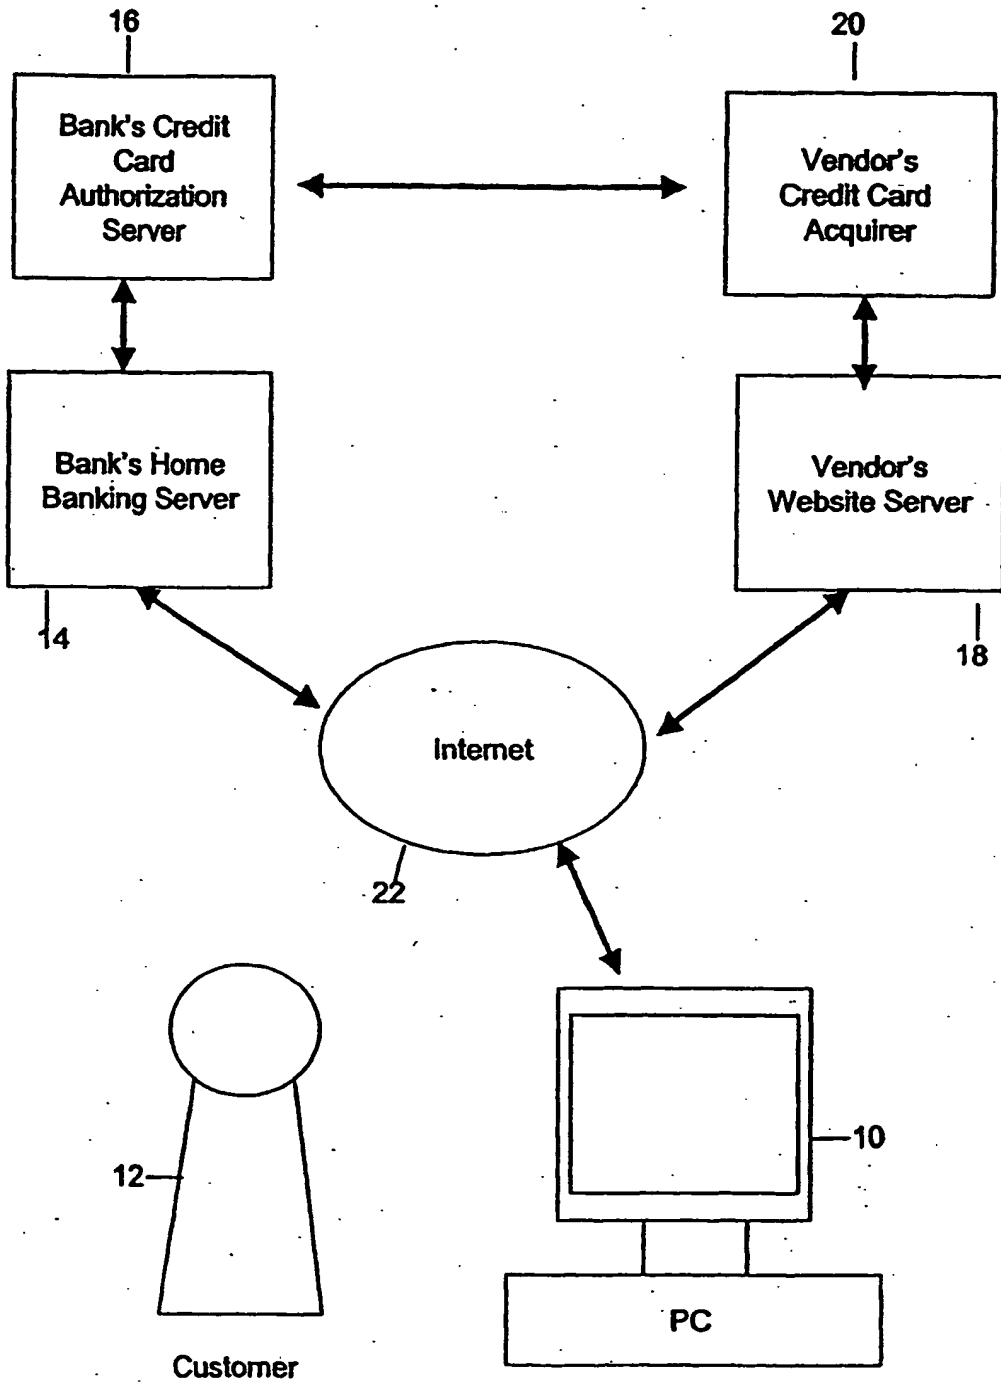 16
20
Bank's Credit
Card
Authorization
Server
Vendor's
Credit Card
Acquirer
Bank's Home
Banking Server
Vendor's
Website Server
14
18
Internet
22
12
10
PC
Customer